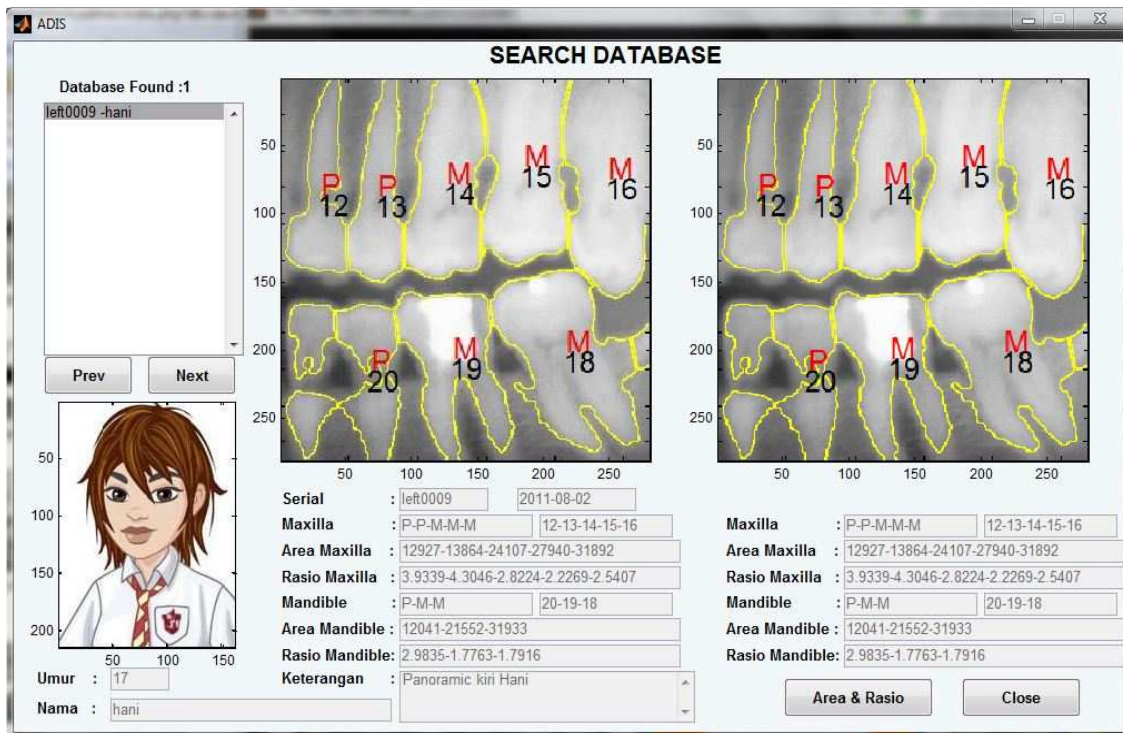 ADIS
SEARCH DATABASE
Database Found :1
left0009 -hani
Prev
Next
50
100
150
200
50
100
150
Umur : 17
Nama : hani
50
100
150
200
250
P
12
P
13
M
14
M
15
M
16
P
20
M
19
M
18
50
100
150
200
250
50
100
150
200
250
P
12
P
13
M
14
M
15
M
16
P
20
M
19
M
18
50
100
150
200
250
Serial : left0009 2011-08-02
Maxilla : P-P-M-M-M 12-13-14-15-16
Area Maxilla : 12927-13864-24107-27940-31892
Rasio Maxilla : 3.9339-4.3046-2.8224-2.2269-2.5407
Mandible : P-M-M 20-19-18
Area Mandible : 12041-21552-31933
Rasio Mandible: 2.9835-1.7763-1.7916
Keterangan : Panoramic kiri Hani
Maxilla : P-P-M-M-M 12-13-14-15-16
Area Maxilla : 12927-13864-24107-27940-31892
Rasio Maxilla : 3.9339-4.3046-2.8224-2.2269-2.5407
Mandible : P-M-M 20-19-18
Area Mandible : 12041-21552-31933
Rasio Mandible: 2.9835-1.7763-1.7916
Area & Rasio
Close